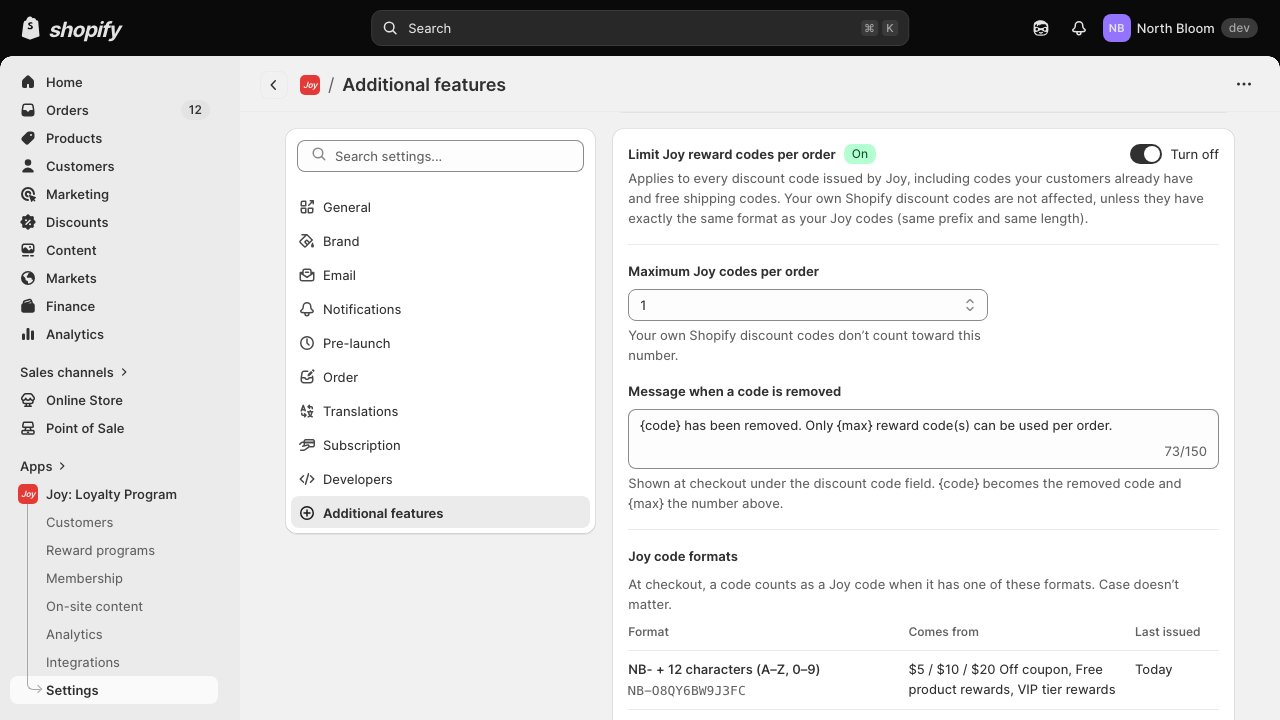 shopify
Search
⌘ K
NB North Bloom dev
Home
Orders 12
Products
Customers
Marketing
Discounts
Content
Markets
Finance
Analytics
Sales channels
Online Store
Point of Sale
Apps
Joy Joy: Loyalty Program
Customers
Reward programs
Membership
On-site content
Analytics
Integrations
Settings
Joy / Additional features
Search settings...
General
Brand
Email
Notifications
Pre-launch
Order
Translations
Subscription
Developers
Additional features
Limit Joy reward codes per order On
Turn off
Applies to every discount code issued by Joy, including codes your customers already have
and free shipping codes. Your own Shopify discount codes are not affected, unless they have
exactly the same format as your Joy codes (same prefix and same length).
Maximum Joy codes per order
1
Your own Shopify discount codes don’t count toward this
number.
Message when a code is removed
{code} has been removed. Only {max} reward code(s) can be used per order.
73/150
Shown at checkout under the discount code field. {code} becomes the removed code and
{max} the number above.
Joy code formats
At checkout, a code counts as a Joy code when it has one of these formats. Case doesn’t
matter.
Format Comes from Last issued
NB- + 12 characters (A–Z, 0–9) $5 / $10 / $20 Off coupon, Free Today
NB-O8QY6BW9J3FC product rewards, VIP tier rewards